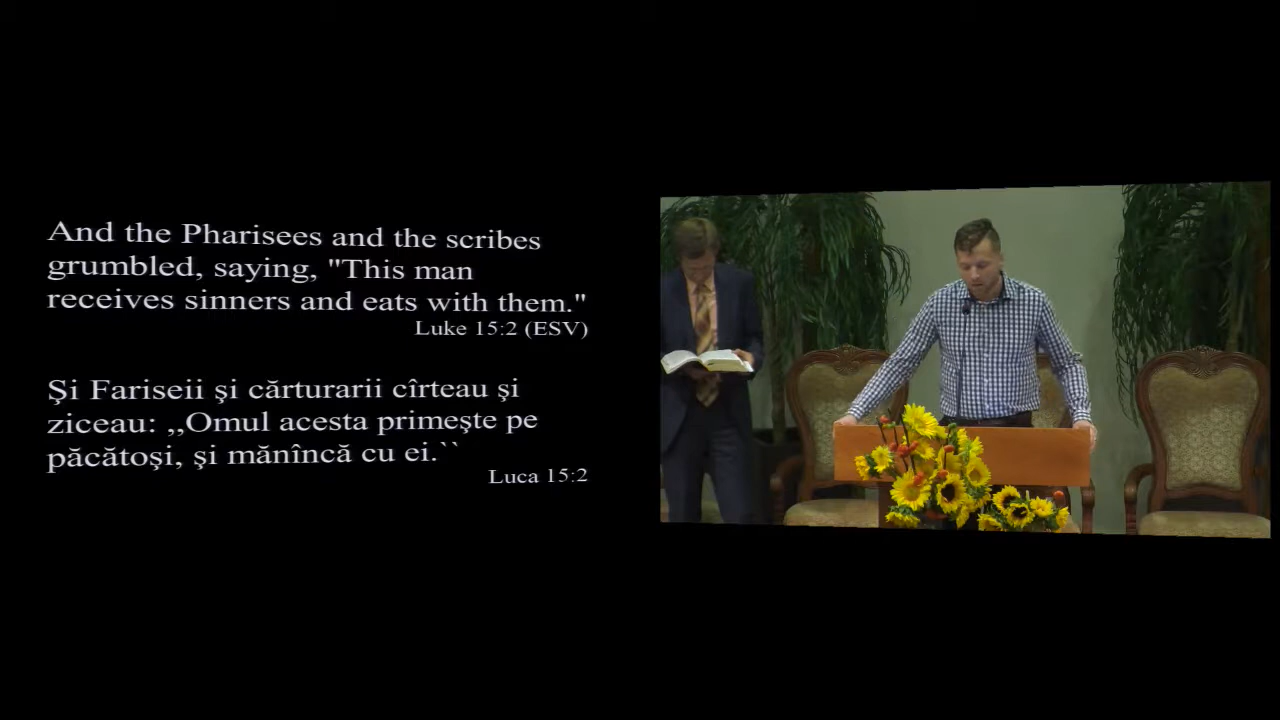 And the Pharisees and the scribes
grumbled, saying, "This man
receives sinners and eats with them."
Luke 15:2 (ESV)
Şi Fariseii şi cărturarii cîrteau şi
ziceau: ,,Omul acesta primeşte pe
păcătoşi, şi mănîncă cu ei.``
Luca 15:2